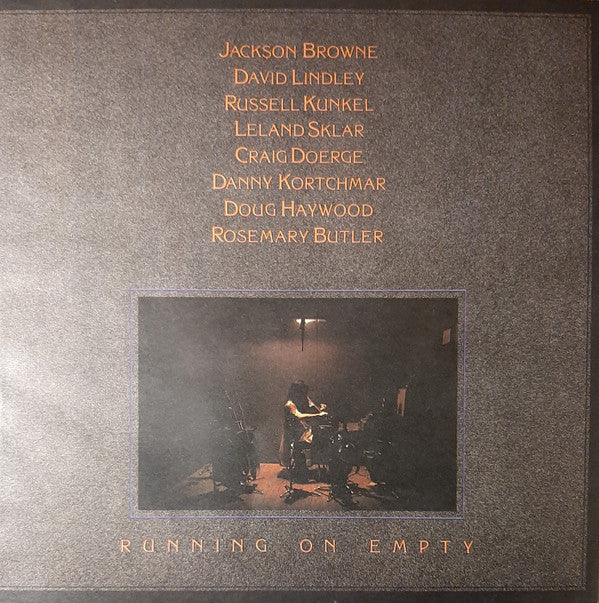 JACKSON BROWNE
DAVID LINDLEY
RUSSELL KUNKEL
LELAND SKLAR
CRAIG DOERGE
DANNY KORTCHMAR
DOUG HAYWOOD
ROSEMARY BUTLER
RUNNING ON EMPTY